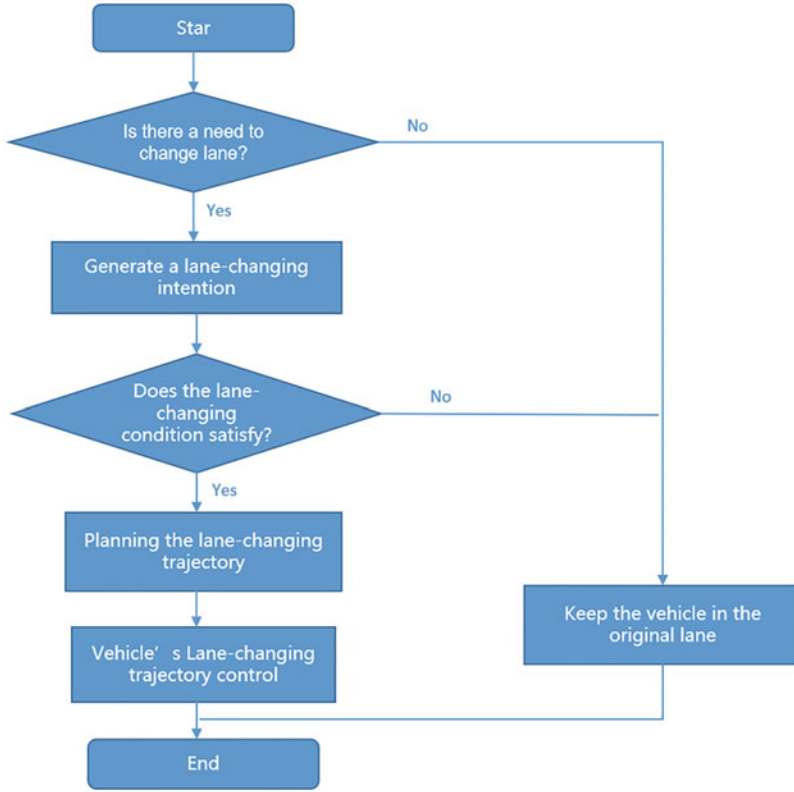 Star
Is there a need to
change lane?
No
Yes
Generate a lane-changing
intention
Does the lane-
changing
condition satisfy?
No
Yes
Planning the lane-changing
trajectory
Keep the vehicle in the
original lane
Vehicle’s Lane-changing
trajectory control
End